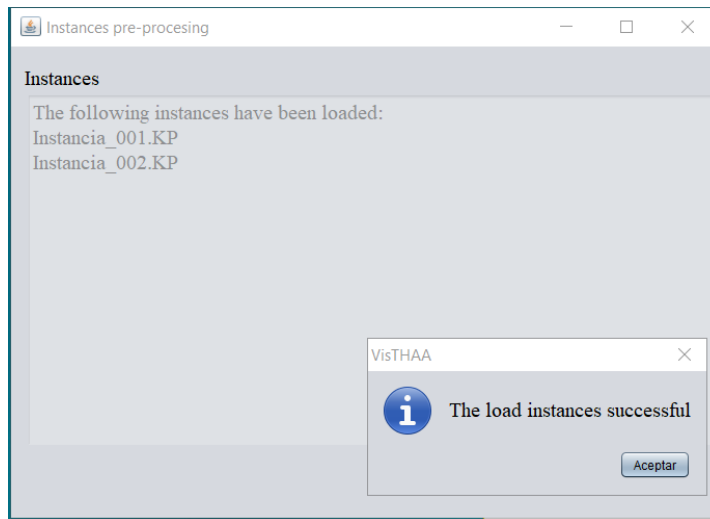 Instances pre-procesing
Instances
The following instances have been loaded:
Instancia_001.KP
Instancia_002.KP
VisTHAA
The load instances successful
Aceptar